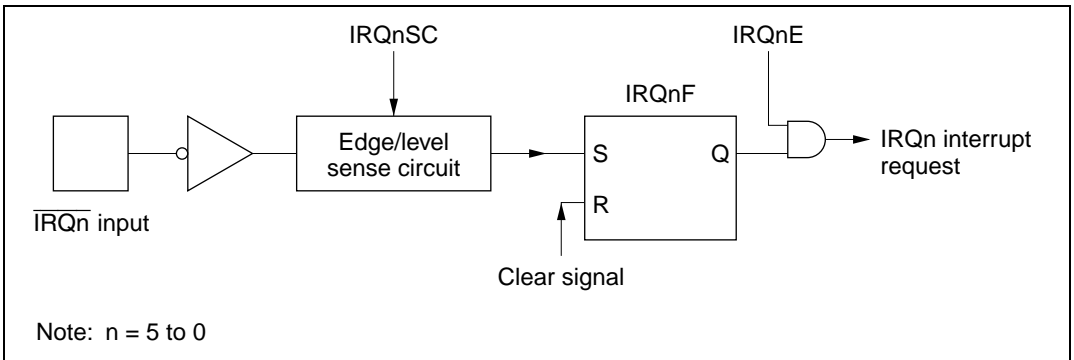 IRQnSC
IRQnE
IRQnF
Edge/level
sense circuit
S
Q
R
IRQn interrupt
request
IRQn input
Clear signal
Note: n = 5 to 0